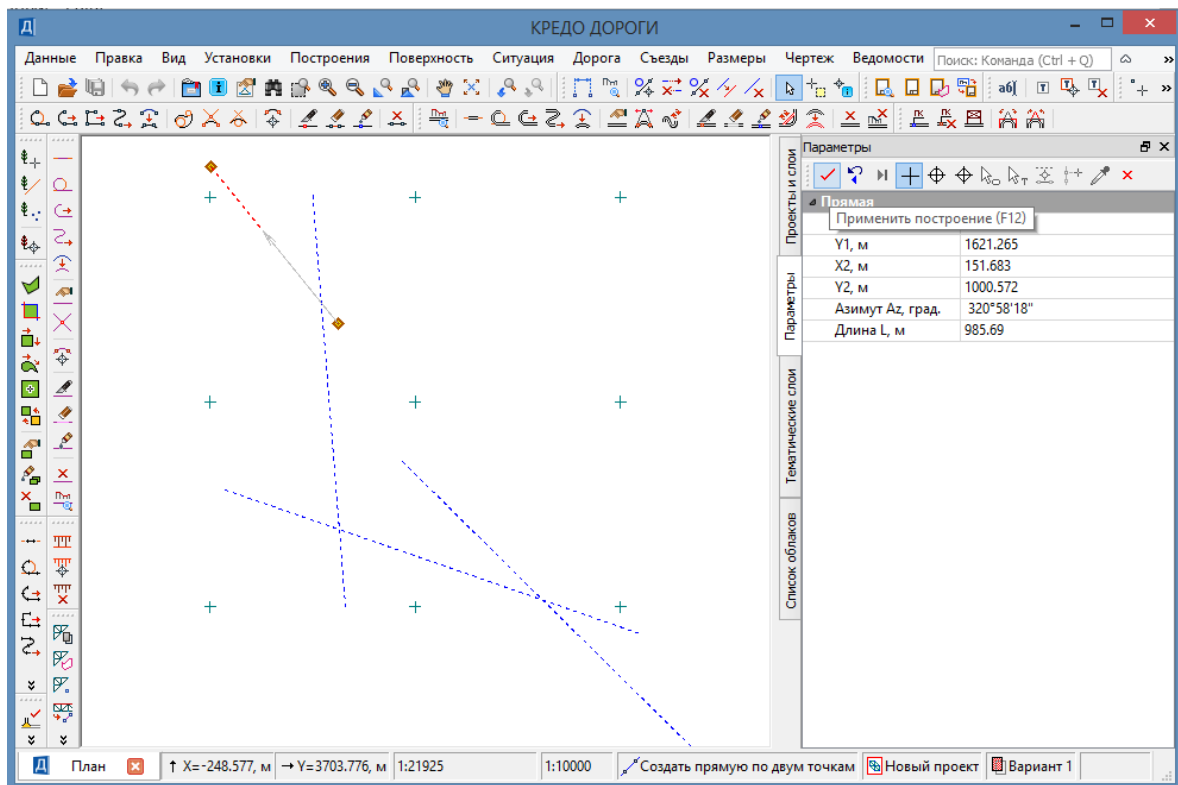 КРЕДО ДОРОГИ
Данные Правка Вид Установки Построения Поверхность Ситуация Дорога Съезды Размеры Чертеж Ведомости Поиск: Команда (Ctrl + Q)
абГ
Параметры
Прямая
Применить построение (F12)
Y1, м 1621.265
X2, м 151.683
Y2, м 1000.572
Азимут Az, град. 320°58'18"
Длина L, м 985.69
Проекты и слои
Параметры
Тематические слои
Список облаков
План X=-248.577, м Y=3703.776, м 1:21925 1:10000 Создать прямую по двум точкам Новый проект Вариант 1